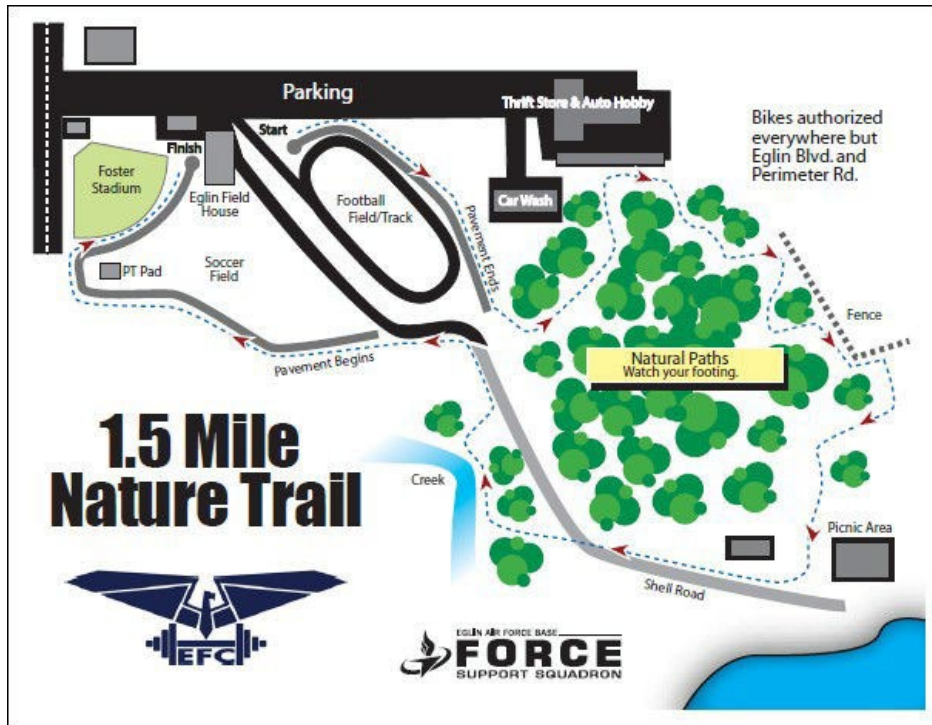 Parking
Thrift Store & Auto Hobby
Bikes authorized
everywhere but
Eglin Blvd. and
Perimeter Rd.
Start
Finish
Foster
Stadium
Eglin Field
House
Football
Field/Track
Car Wash
Pavement Ends
PT Pad
Soccer
Field
Fence
Natural Paths
Watch your footing.
Pavement Begins
1.5 Mile
Nature Trail
Creek
Picnic Area
Shell Road
EFC
EGLIN AIR FORCE BASE
FORCE
SUPPORT SQUADRON